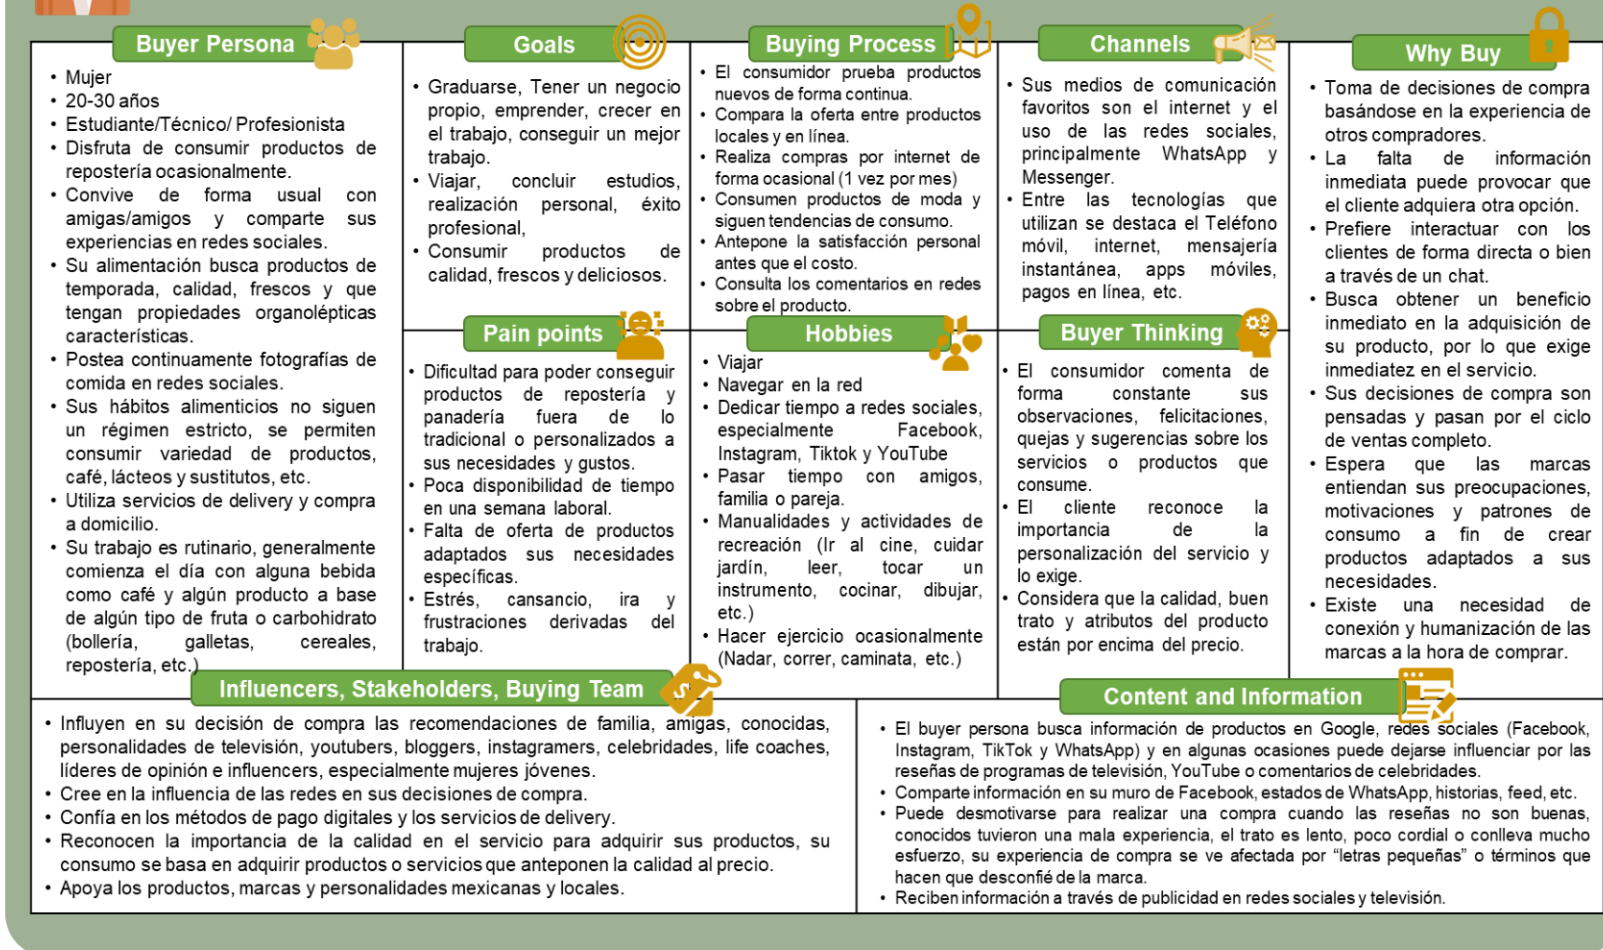 Buyer Persona
• Mujer
• 20-30 años
• Estudiante/Técnico/ Profesionista
• Disfruta de consumir productos de
repostería ocasionalmente.
• Convive de forma usual con
amigas/amigos y comparte sus
experiencias en redes sociales.
• Su alimentación busca productos de
temporada, calidad, frescos y que
tengan propiedades organolépticas
características.
• Postea continuamente fotografías de
comida en redes sociales.
• Sus hábitos alimenticios no siguen
un régimen estricto, se permiten
consumir variedad de productos,
café, lácteos y sustitutos, etc.
• Utiliza servicios de delivery y compra
a domicilio.
• Su trabajo es rutinario, generalmente
comienza el día con alguna bebida
como café y algún producto a base
de algún tipo de fruta o carbohidrato
(bollería, galletas, cereales,
repostería, etc.)
Goals
• Graduarse, Tener un negocio
propio, emprender, crecer en
el trabajo, conseguir un mejor
trabajo.
• Viajar, concluir estudios,
realización personal, éxito
profesional,
• Consumir productos de
calidad, frescos y deliciosos.
Pain points
• Dificultad para poder conseguir
productos de repostería y
panadería fuera de lo
tradicional o personalizados a
sus necesidades y gustos.
• Poca disponibilidad de tiempo
en una semana laboral.
• Falta de oferta de productos
adaptados sus necesidades
específicas.
• Estrés, cansancio, ira y
frustraciones derivadas del
trabajo.
Buying Process
• El consumidor prueba productos
nuevos de forma continua.
• Compara la oferta entre productos
locales y en línea.
• Realiza compras por internet de
forma ocasional (1 vez por mes)
• Consumen productos de moda y
siguen tendencias de consumo.
• Antepone la satisfacción personal
antes que el costo.
• Consulta los comentarios en redes
sobre el producto.
Hobbies
• Viajar
• Navegar en la red
• Dedicar tiempo a redes sociales,
especialmente Facebook,
Instagram, Tiktok y YouTube
• Pasar tiempo con amigos,
familia o pareja.
• Manualidades y actividades de
recreación (Ir al cine, cuidar
jardín, leer, tocar un
instrumento, cocinar, dibujar,
etc.)
• Hacer ejercicio ocasionalmente
(Nadar, correr, caminata, etc.)
Channels
• Sus medios de comunicación
favoritos son el internet y el
uso de las redes sociales,
principalmente WhatsApp y
Messenger.
• Entre las tecnologías que
utilizan se destaca el Teléfono
móvil, internet, mensajería
instantánea, apps móviles,
pagos en línea, etc.
Buyer Thinking
• El consumidor comenta de
forma constante sus
observaciones, felicitaciones,
quejas y sugerencias sobre los
servicios o productos que
consume.
• El cliente reconoce la
importancia de la
personalización del servicio y
lo exige.
• Considera que la calidad, buen
trato y atributos del producto
están por encima del precio.
Why Buy
• Toma de decisiones de compra
basándose en la experiencia de
otros compradores.
• La falta de información
inmediata puede provocar que
el cliente adquiera otra opción.
• Prefiere interactuar con los
clientes de forma directa o bien
a través de un chat.
• Busca obtener un beneficio
inmediato en la adquisición de
su producto, por lo que exige
inmediatez en el servicio.
• Sus decisiones de compra son
pensadas y pasan por el ciclo
de ventas completo.
• Espera que las marcas
entiendan sus preocupaciones,
motivaciones y patrones de
consumo a fin de crear
productos adaptados a sus
necesidades.
• Existe una necesidad de
conexión y humanización de las
marcas a la hora de comprar.
Influencers, Stakeholders, Buying Team
• Influyen en su decisión de compra las recomendaciones de familia, amigas, conocidas,
personalidades de televisión, youtubers, bloggers, instagramers, celebridades, life coaches,
líderes de opinión e influencers, especialmente mujeres jóvenes.
• Cree en la influencia de las redes en sus decisiones de compra.
• Confía en los métodos de pago digitales y los servicios de delivery.
• Reconocen la importancia de la calidad en el servicio para adquirir sus productos, su
consumo se basa en adquirir productos o servicios que anteponen la calidad al precio.
• Apoya los productos, marcas y personalidades mexicanas y locales.
Content and Information
• El buyer persona busca información de productos en Google, redes sociales (Facebook,
Instagram, TikTok y WhatsApp) y en algunas ocasiones puede dejarse influenciar por las
reseñas de programas de televisión, YouTube o comentarios de celebridades.
• Comparte información en su muro de Facebook, estados de WhatsApp, historias, feed, etc.
• Puede desmotivarse para realizar una compra cuando las reseñas no son buenas,
conocidos tuvieron una mala experiencia, el trato es lento, poco cordial o conlleva mucho
esfuerzo, su experiencia de compra se ve afectada por “letras pequeñas” o términos que
hacen que desconfié de la marca.
• Reciben información a través de publicidad en redes sociales y televisión.